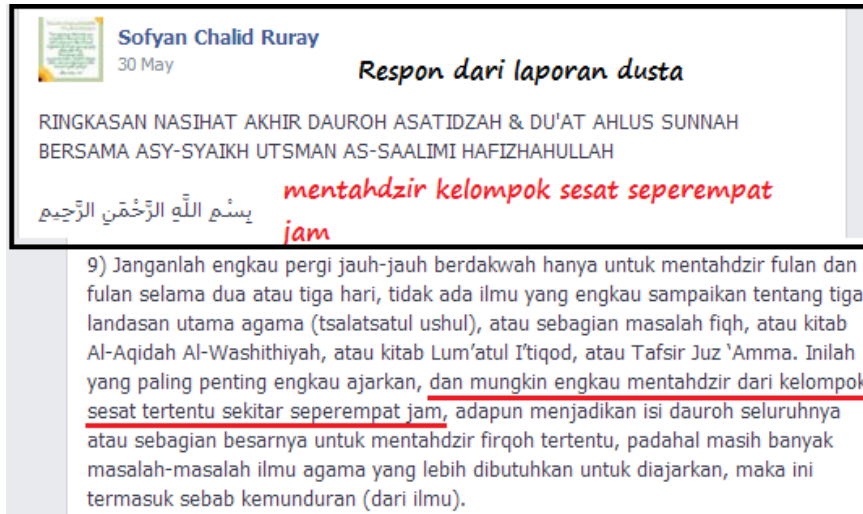 Sofyan Chalid Ruray
30 May
Respon dari laporan dusta
RINGKASAN NASIHAT AKHIR DAUROH ASATIDZAH & DU'AT AHLUS SUNNAH
BERSAMA ASY-SYAIKH UTSMAN AS-SAALIMI HAFIZHAHULLAH
mentahdzir kelompok sesat seperempat
بِسْمِ اللَّهِ الرَّحْمَنِ الرَّحِيمِ
jam
9) Janganlah engkau pergi jauh-jauh berdakwah hanya untuk mentahdzir fulan dan
fulan selama dua atau tiga hari, tidak ada ilmu yang engkau sampaikan tentang tiga
landasan utama agama (tsalatsatul ushul), atau sebagian masalah fiqh, atau kitab
Al-Aqidah Al-Washithiyah, atau kitab Lum’atul I’tiqod, atau Tafsir Juz ‘Amma. Inilah
yang paling penting engkau ajarkan, dan mungkin engkau mentahdzir dari kelompok
sesat tertentu sekitar seperempat jam, adapun menjadikan isi dauroh seluruhnya
atau sebagian besarnya untuk mentahdzir firqoh tertentu, padahal masih banyak
masalah-masalah ilmu agama yang lebih dibutuhkan untuk diajarkan, maka ini
termasuk sebab kemunduran (dari ilmu).